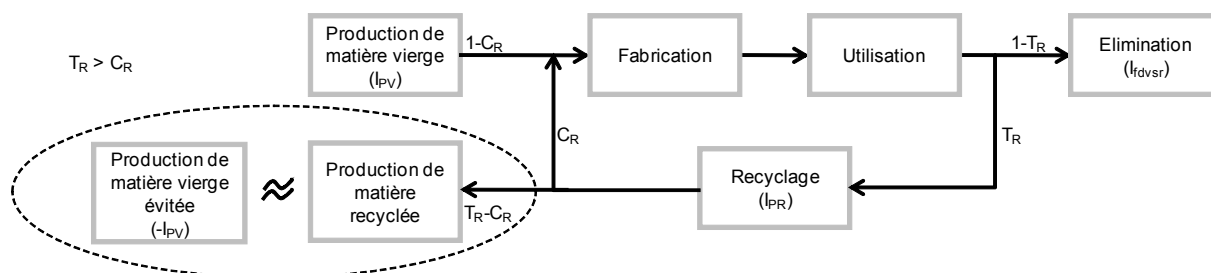 Production de
matière vierge
(I_PV)
1-C_R
Fabrication
Utilisation
1-T_R
Elimination
(I_fdvsr)
T_R > C_R
C_R
T_R
Production de
matière vierge
évitée
(-I_PV)
≈
Production de
matière
recyclée
T_R-C_R
Recyclage
(I_PR)